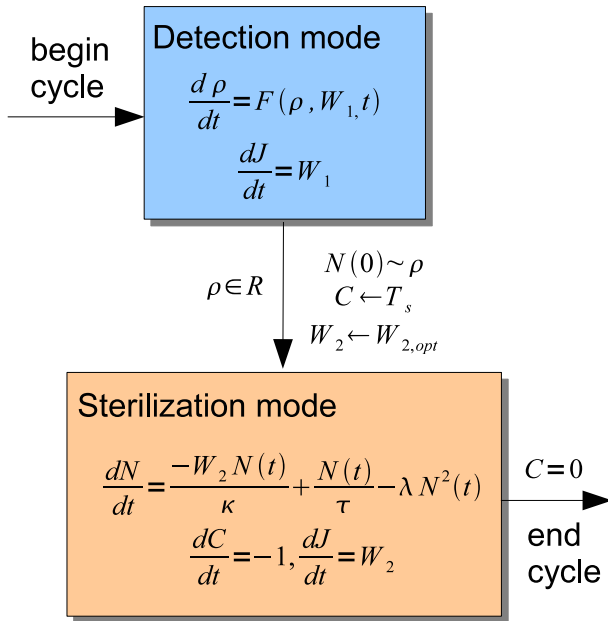 begin
cycle
Detection mode
dρ/dt = F(ρ, W₁, t)
dJ/dt = W₁
ρ∈R
N(0)~ρ
C←Tₛ
W₂←W₂,opt
Sterilization mode
dN/dt = −W₂ N(t)/κ + N(t)/τ − λ N²(t)
dC/dt = −1, dJ/dt = W₂
C=0
end
cycle